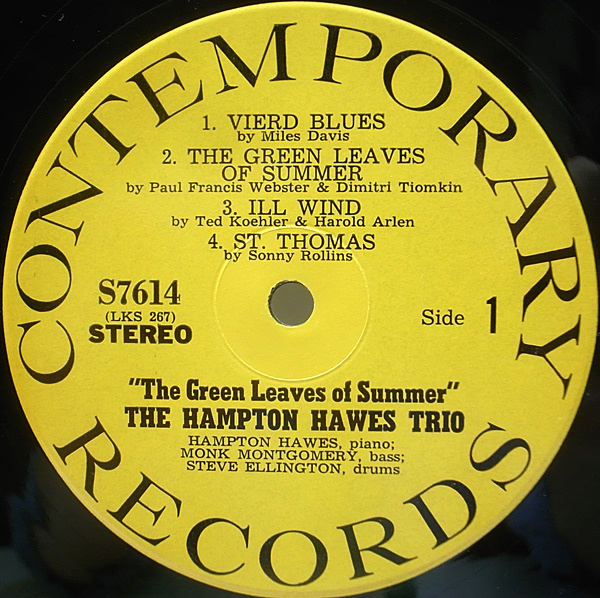 CONTEMPORARY
1. VIERD BLUES
by Miles Davis
2. THE GREEN LEAVES
OF SUMMER
by Paul Francis Webster & Dimitri Tiomkin
3. ILL WIND
by Ted Koehler & Harold Arlen
4. ST. THOMAS
by Sonny Rollins
S7614
(LKS 267)
STEREO
Side 1
"The Green Leaves of Summer"
THE HAMPTON HAWES TRIO
HAMPTON HAWES, piano;
MONK MONTGOMERY, bass;
STEVE ELLINGTON, drums
RECORDS